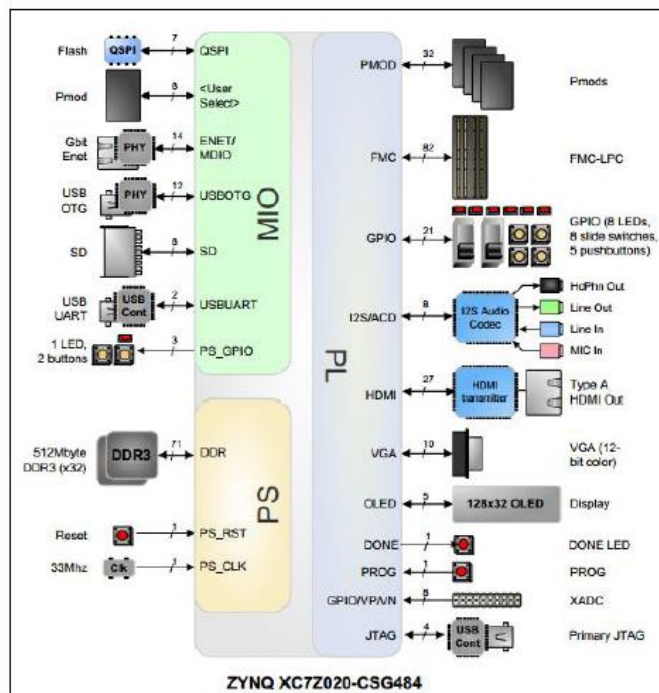 Flash
QSPI
7
QSPI
Pmod
8
<User
Select>
Gbit
Enet
PHY
14
ENET/
MDIO
USB
OTG
PHY
12
USBOTG
SD
8
SD
USB
UART
USB
Cont
2
USBUART
1 LED,
2 buttons
3
PS_GPIO
MIO
512Mbyte
DDR3 (x32)
DDR3
71
DDR
Reset
1
PS_RST
33Mhz
Clk
1
PS_CLK
PS
PL
PMOD
32
Pmods
FMC
82
FMC-LPC
GPIO
21
GPIO (8 LEDs,
8 slide switches,
5 pushbuttons)
I2S/ACD
8
I2S Audio
Codec
HdPhn Out
Line Out
Line In
MIC In
HDMI
27
HDMI
transmitter
Type A
HDMI Out
VGA
10
VGA (12-
bit color)
OLED
5
128x32 OLED
Display
DONE
1
DONE LED
PROG
1
PROG
GPIO/VP/VN
8
XADC
JTAG
4
USB
Cont
Primary JTAG
ZYNQ XC7Z020-CSG484